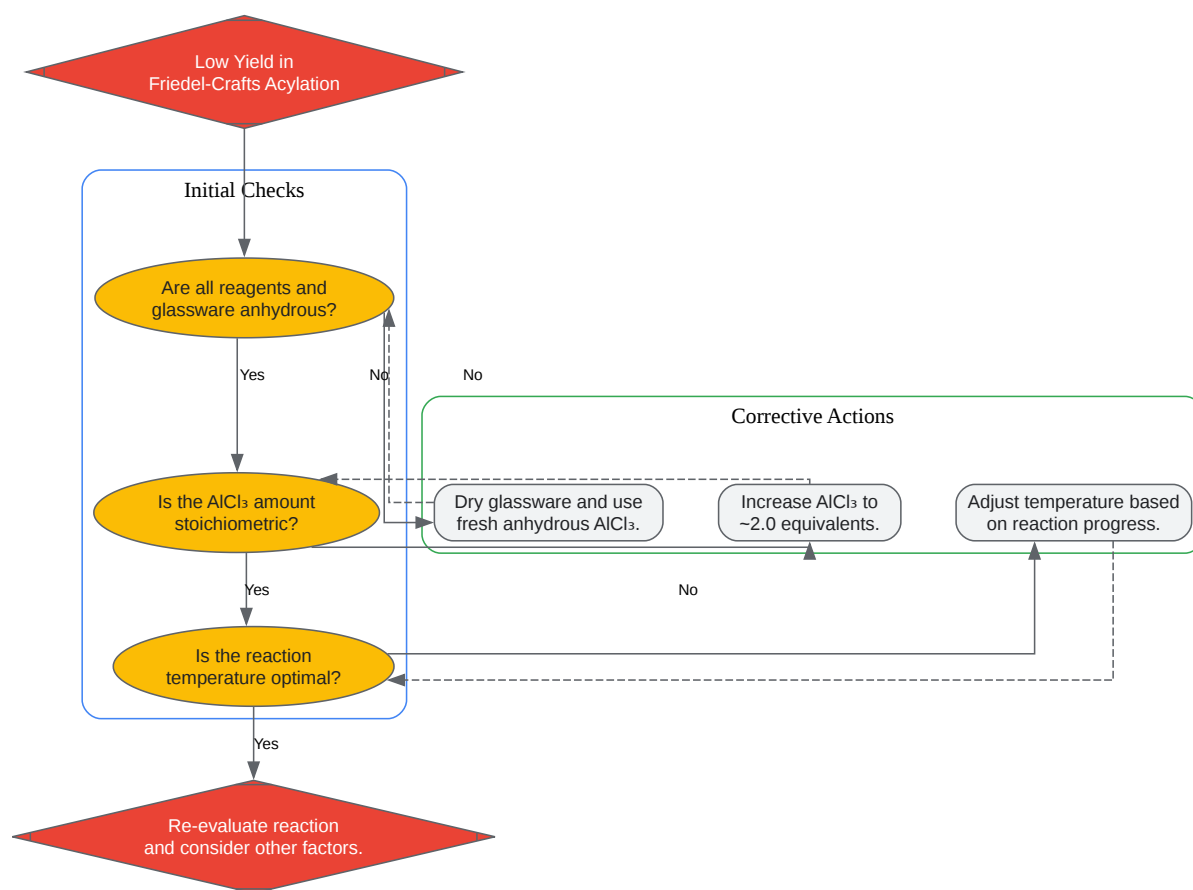 Low Yield in
Friedel-Crafts Acylation
Initial Checks
Are all reagents and
glassware anhydrous?
Yes
No
No
Corrective Actions
Is the AlCl₃ amount
stoichiometric?
Dry glassware and use
fresh anhydrous AlCl₃.
Increase AlCl₃ to
~2.0 equivalents.
Adjust temperature based
on reaction progress.
Yes
No
Is the reaction
temperature optimal?
Yes
Re-evaluate reaction
and consider other factors.